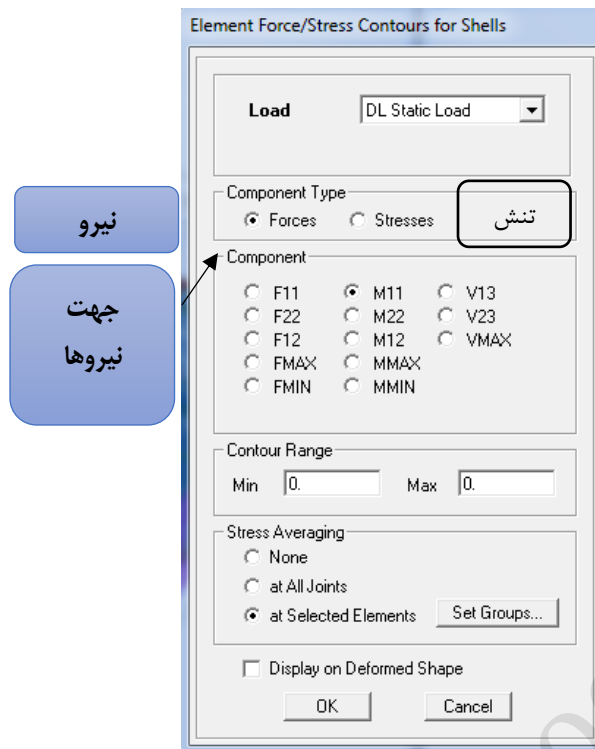 Element Force/Stress Contours for Shells
Load DL Static Load
Component Type
Forces Stresses
تنش
نیرو
Component
جهت
نیروها
F11 M11 V13
F22 M22 V23
F12 M12 VMAX
FMAX MMAX
FMIN MMIN
Contour Range
Min 0. Max 0.
Stress Averaging
None
at All Joints
at Selected Elements Set Groups...
Display on Deformed Shape
OK Cancel